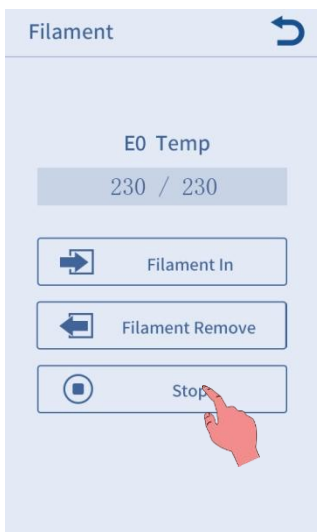 Filament
E0 Temp
230 / 230
Filament In
Filament Remove
Stop